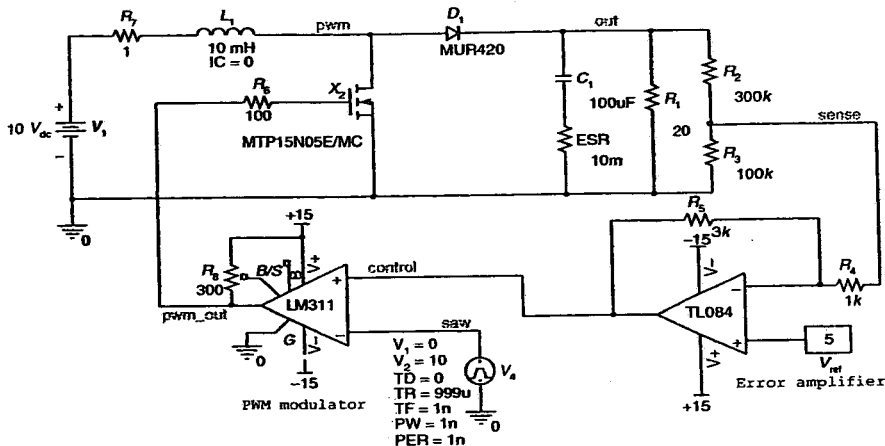 R7
1
L1
10 mH
IC = 0
pwm
D1
MUR420
out
R6
100
X2
MTP15N05E/MC
C1
100uF
ESR
10m
R1
20
R2
300k
sense
R3
100k
10 Vdc
+
V1
−
0
+15
R8
300
B/S
B
V+
LM311
+
−
G
V−
−15
0
pwm_out
PWM modulator
control
saw
V1 = 0
V2 = 10
TD = 0
TR = 999u
TF = 1n
PW = 1n
PER = 1n
V4
0
R5
3k
−15
V−
TL084
−
+
V+
+15
R4
1k
5
Vref
Error amplifier